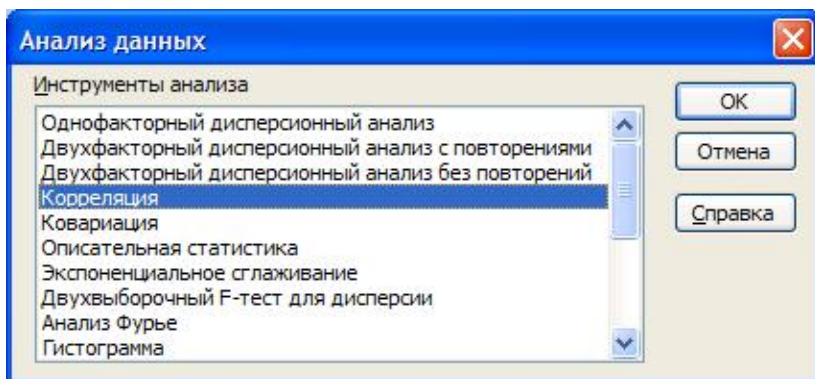 Анализ данных
Инструменты анализа
Однофакторный дисперсионный анализ
Двухфакторный дисперсионный анализ с повторениями
Двухфакторный дисперсионный анализ без повторений
Корреляция
Ковариация
Описательная статистика
Экспоненциальное сглаживание
Двухвыборочный F-тест для дисперсии
Анализ Фурье
Гистограмма
ОК
Отмена
Справка